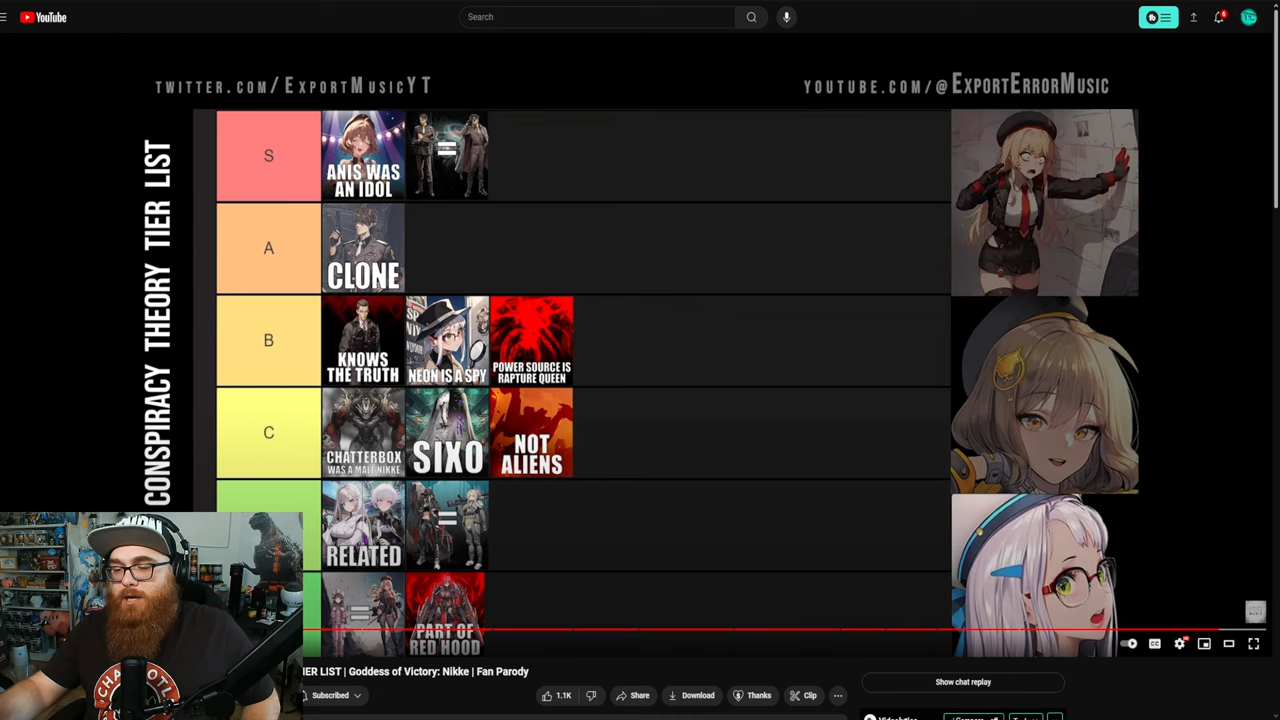 YouTube
Search
6
TWITTER.COM/EXPORTMUSICYT
YOUTUBE.COM/@EXPORTERRORMUSIC
CONSPIRACY THEORY TIER LIST
S
ANIS WAS
AN IDOL
=
A
CLONE
B
KNOWS
THE TRUTH
NEON IS A SPY
POWER SOURCE IS
RAPTURE QUEEN
C
CHATTERBOX
WAS A MALE NIKKE
SIXO
NOT
ALIENS
RELATED
=
=
PART OF
RED HOOD
IER LIST | Goddess of Victory: Nikke | Fan Parody
Subscribed
1.1K
Share
Download
Thanks
Clip
Show chat replay